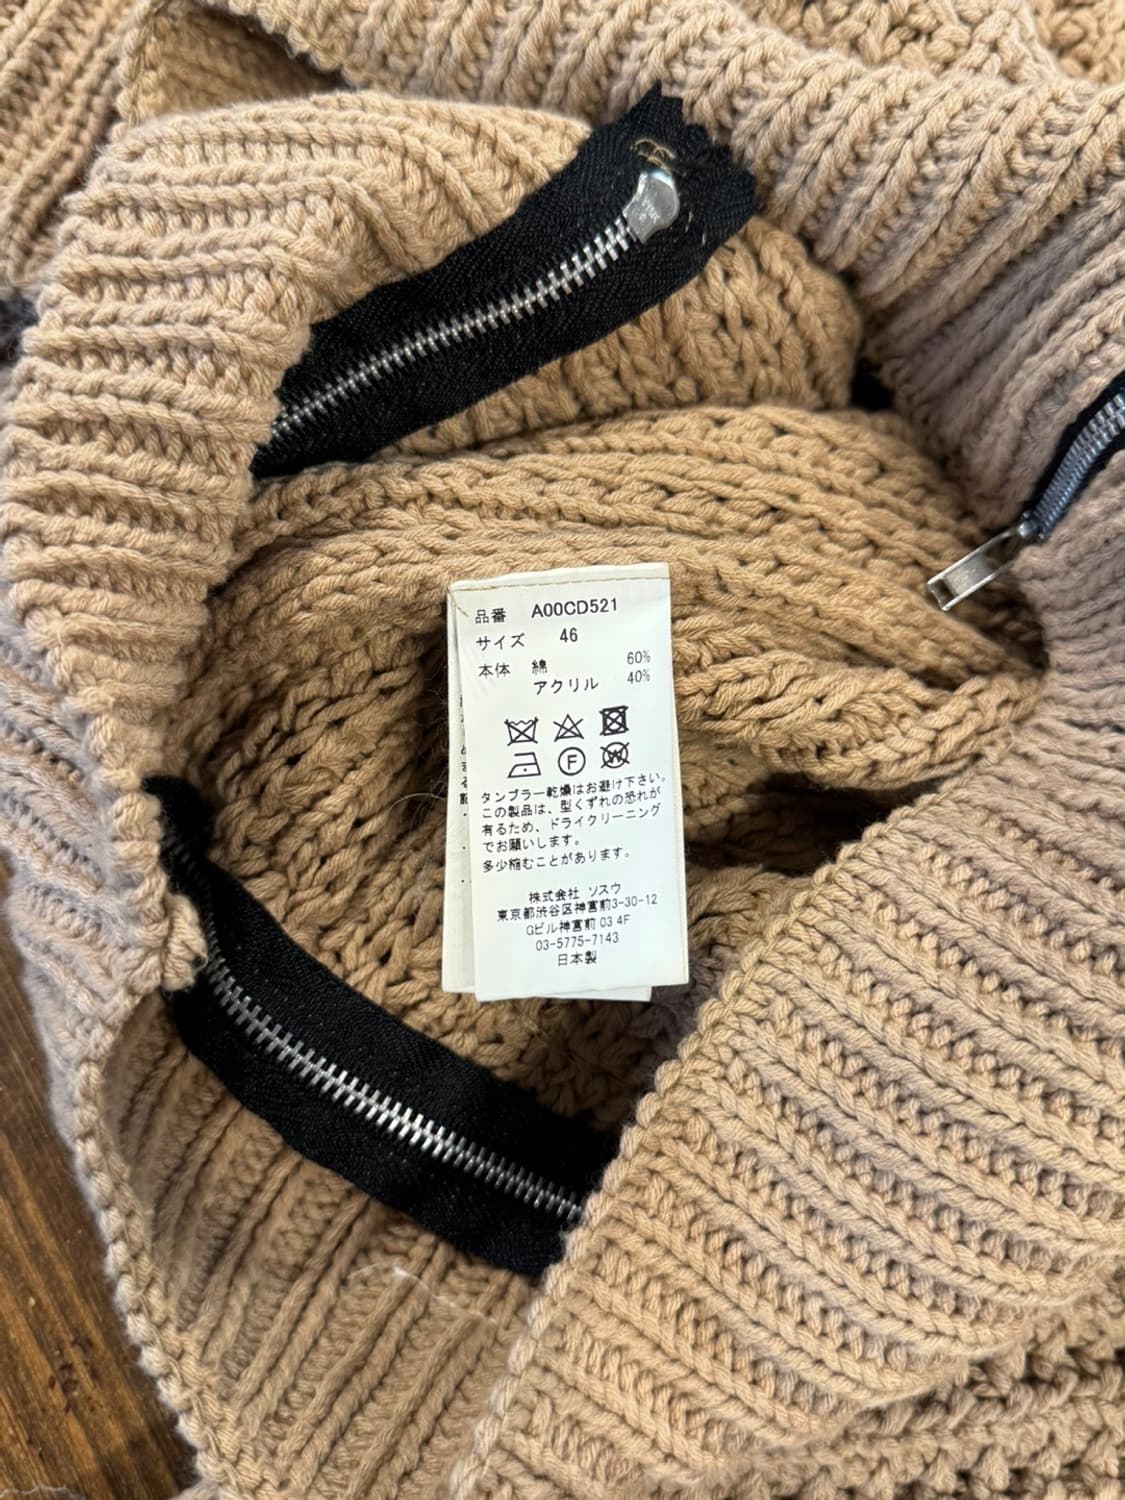 品番 A00CD521
サイズ 46
本体 綿 60%
アクリル 40%
F
W
タンブラー乾燥はお避け下さい。
この製品は、型くずれの恐れが
有るため、ドライクリーニング
でお願いします。
多少縮むことがあります。
株式会社 ソスウ
東京都渋谷区神宮前3-30-12
Gビル神宮前 03 4F
03-5775-7143
日本製